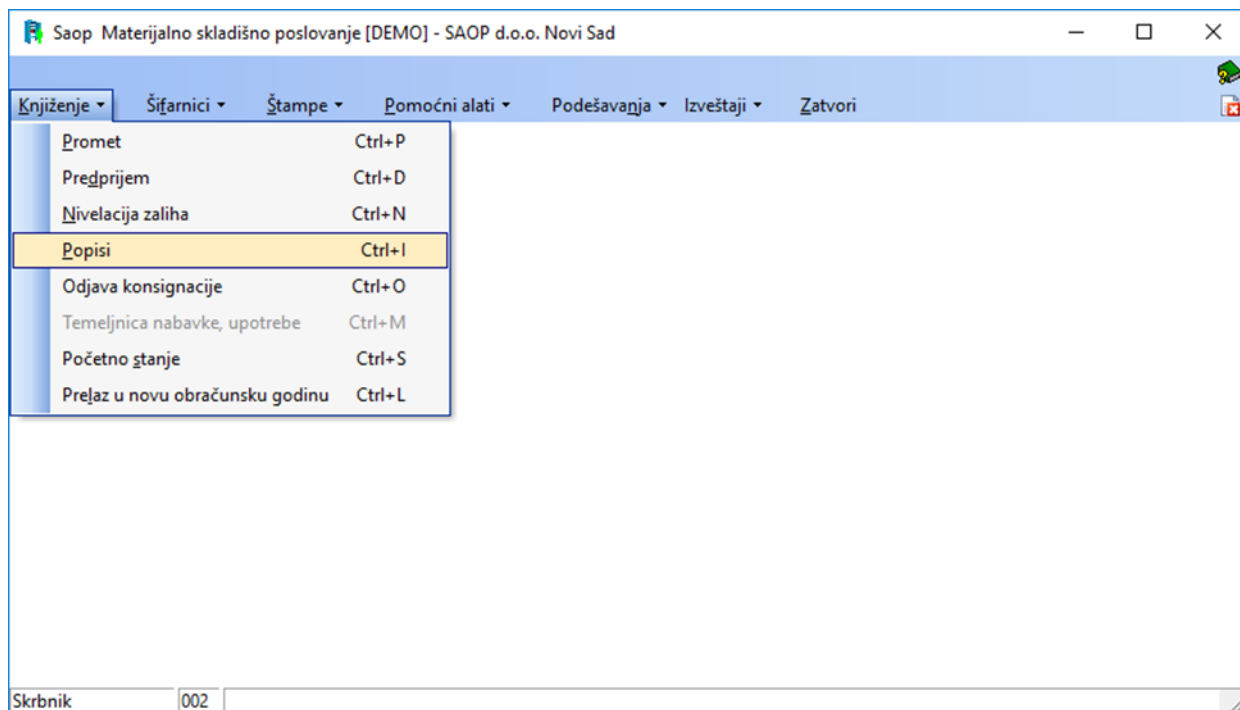 Saop Materijalno skladišno poslovanje [DEMO] - SAOP d.o.o. Novi Sad
Knjiženje Šifarnici Štampe Pomoćni alati Podešavanja Izveštaji Zatvori
Promet Ctrl+P
Predprijem Ctrl+D
Nivelacija zaliha Ctrl+N
Popisi Ctrl+I
Odjava konsignacije Ctrl+O
Temeljnica nabavke, upotrebe Ctrl+M
Početno stanje Ctrl+S
Prelaz u novu obračunsku godinu Ctrl+L
Skrbnik 002